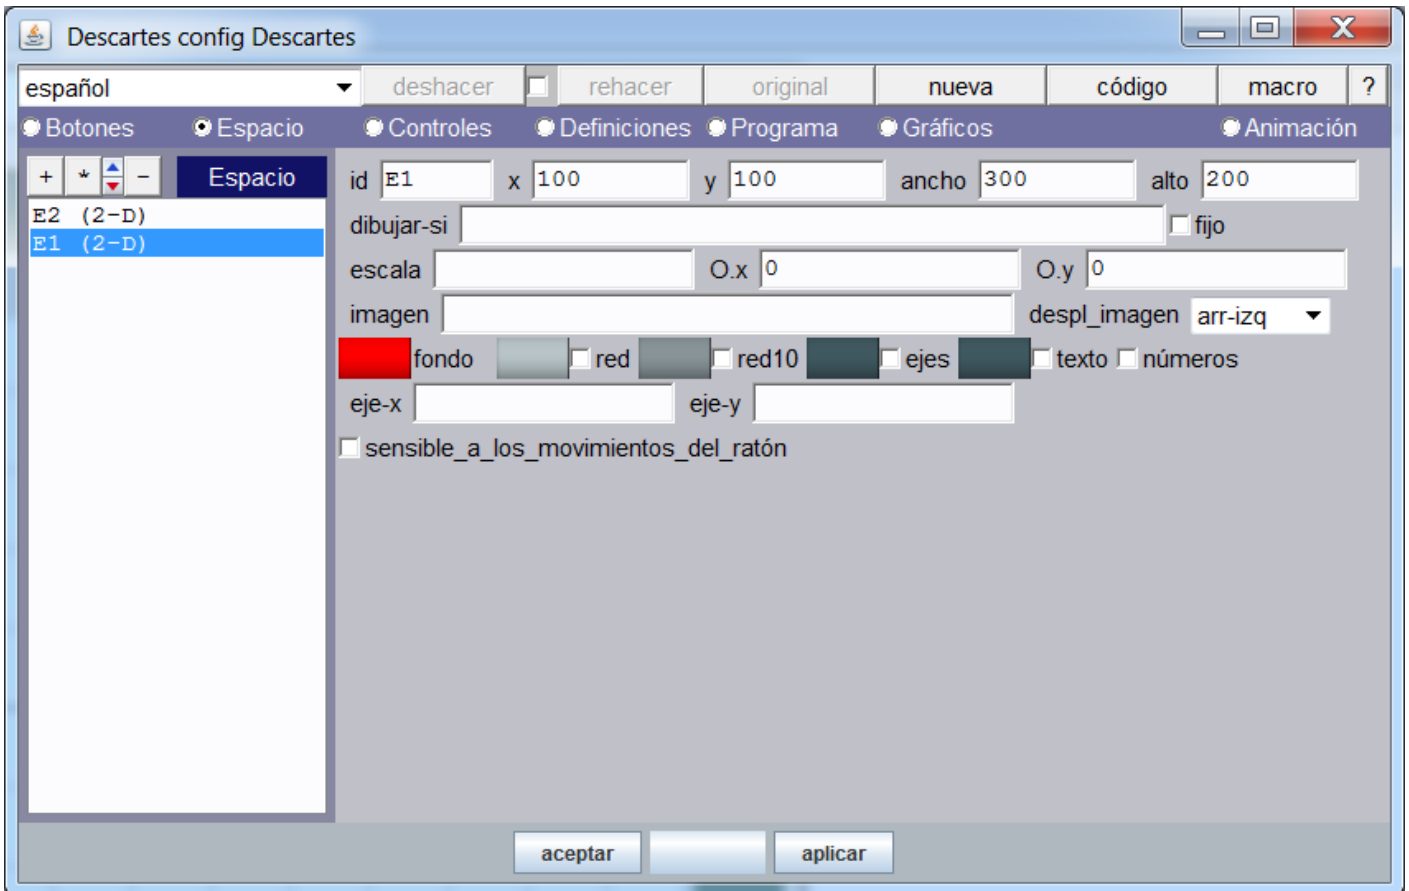 Descartes config Descartes
español deshacer rehacer original nueva código macro ?
Botones Espacio Controles Definiciones Programa Gráficos Animación
+ * - Espacio id E1 x 100 y 100 ancho 300 alto 200
E2 (2-D)
E1 (2-D)
dibujar-si fijo
escala O.x 0 O.y 0
imagen despl_imagen arr-izq
fondo red red10 ejes texto números
eje-x eje-y
sensible_a_los_movimientos_del_ratón
aceptar aplicar